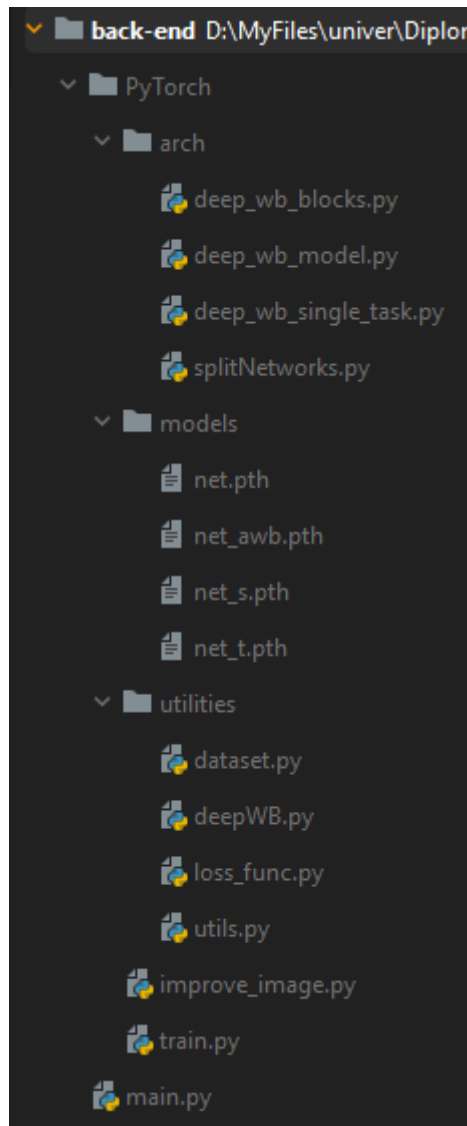 back-end D:\MyFiles\univer\Diplor
PyTorch
arch
deep_wb_blocks.py
deep_wb_model.py
deep_wb_single_task.py
splitNetworks.py
models
net.pth
net_awb.pth
net_s.pth
net_t.pth
utilities
dataset.py
deepWB.py
loss_func.py
utils.py
improve_image.py
train.py
main.py